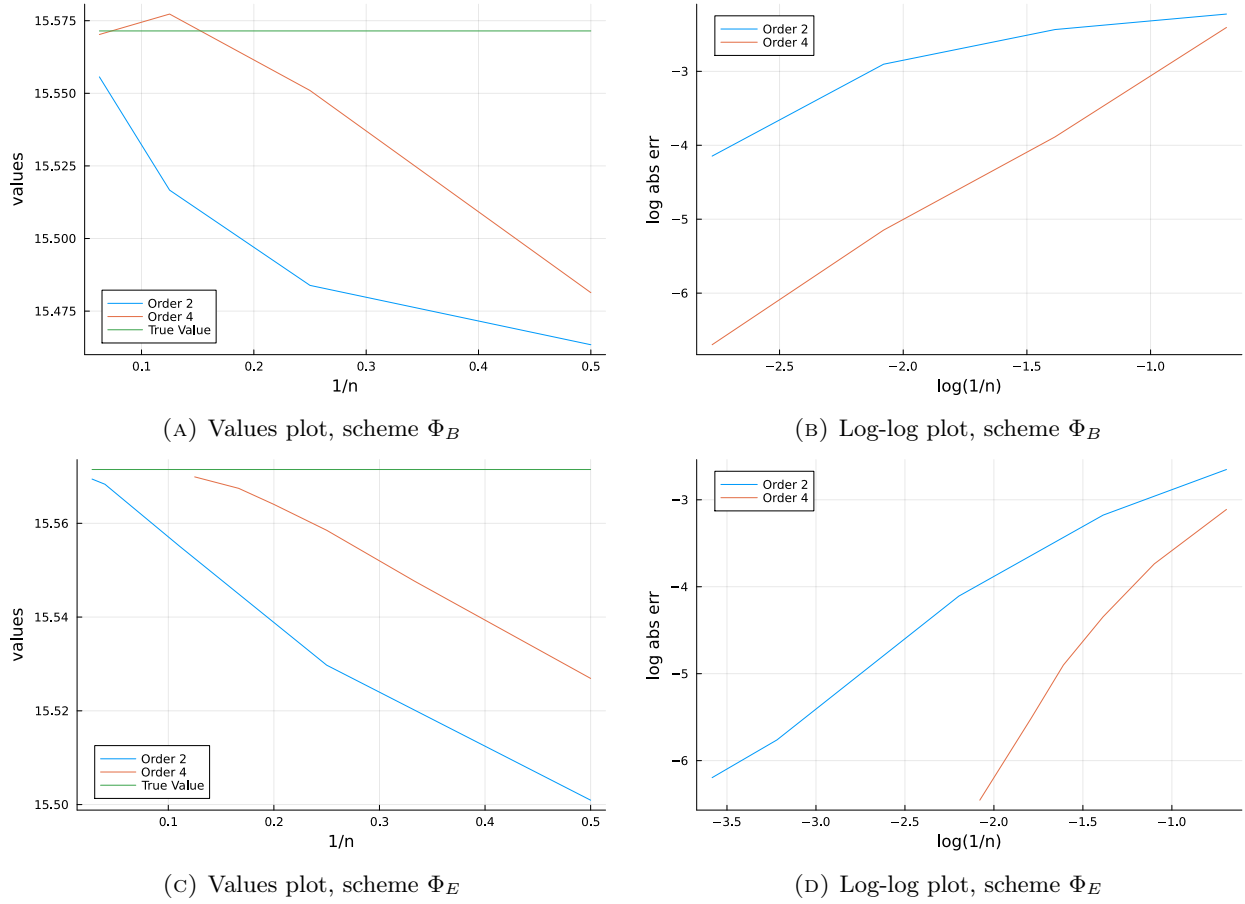 15.575
15.550
15.525
15.500
15.475
values
Order 2
Order 4
True Value
0.1 0.2 0.3 0.4 0.5
1/n
(A) Values plot, scheme Φ_B
−3
−4
−5
−6
log abs err
Order 2
Order 4
−2.5 −2.0 −1.5 −1.0
log(1/n)
(B) Log-log plot, scheme Φ_B
15.56
15.54
15.52
15.50
values
Order 2
Order 4
True Value
0.1 0.2 0.3 0.4 0.5
1/n
(C) Values plot, scheme Φ_E
−3
−4
−5
−6
log abs err
Order 2
Order 4
−3.5 −3.0 −2.5 −2.0 −1.5 −1.0
log(1/n)
(D) Log-log plot, scheme Φ_E